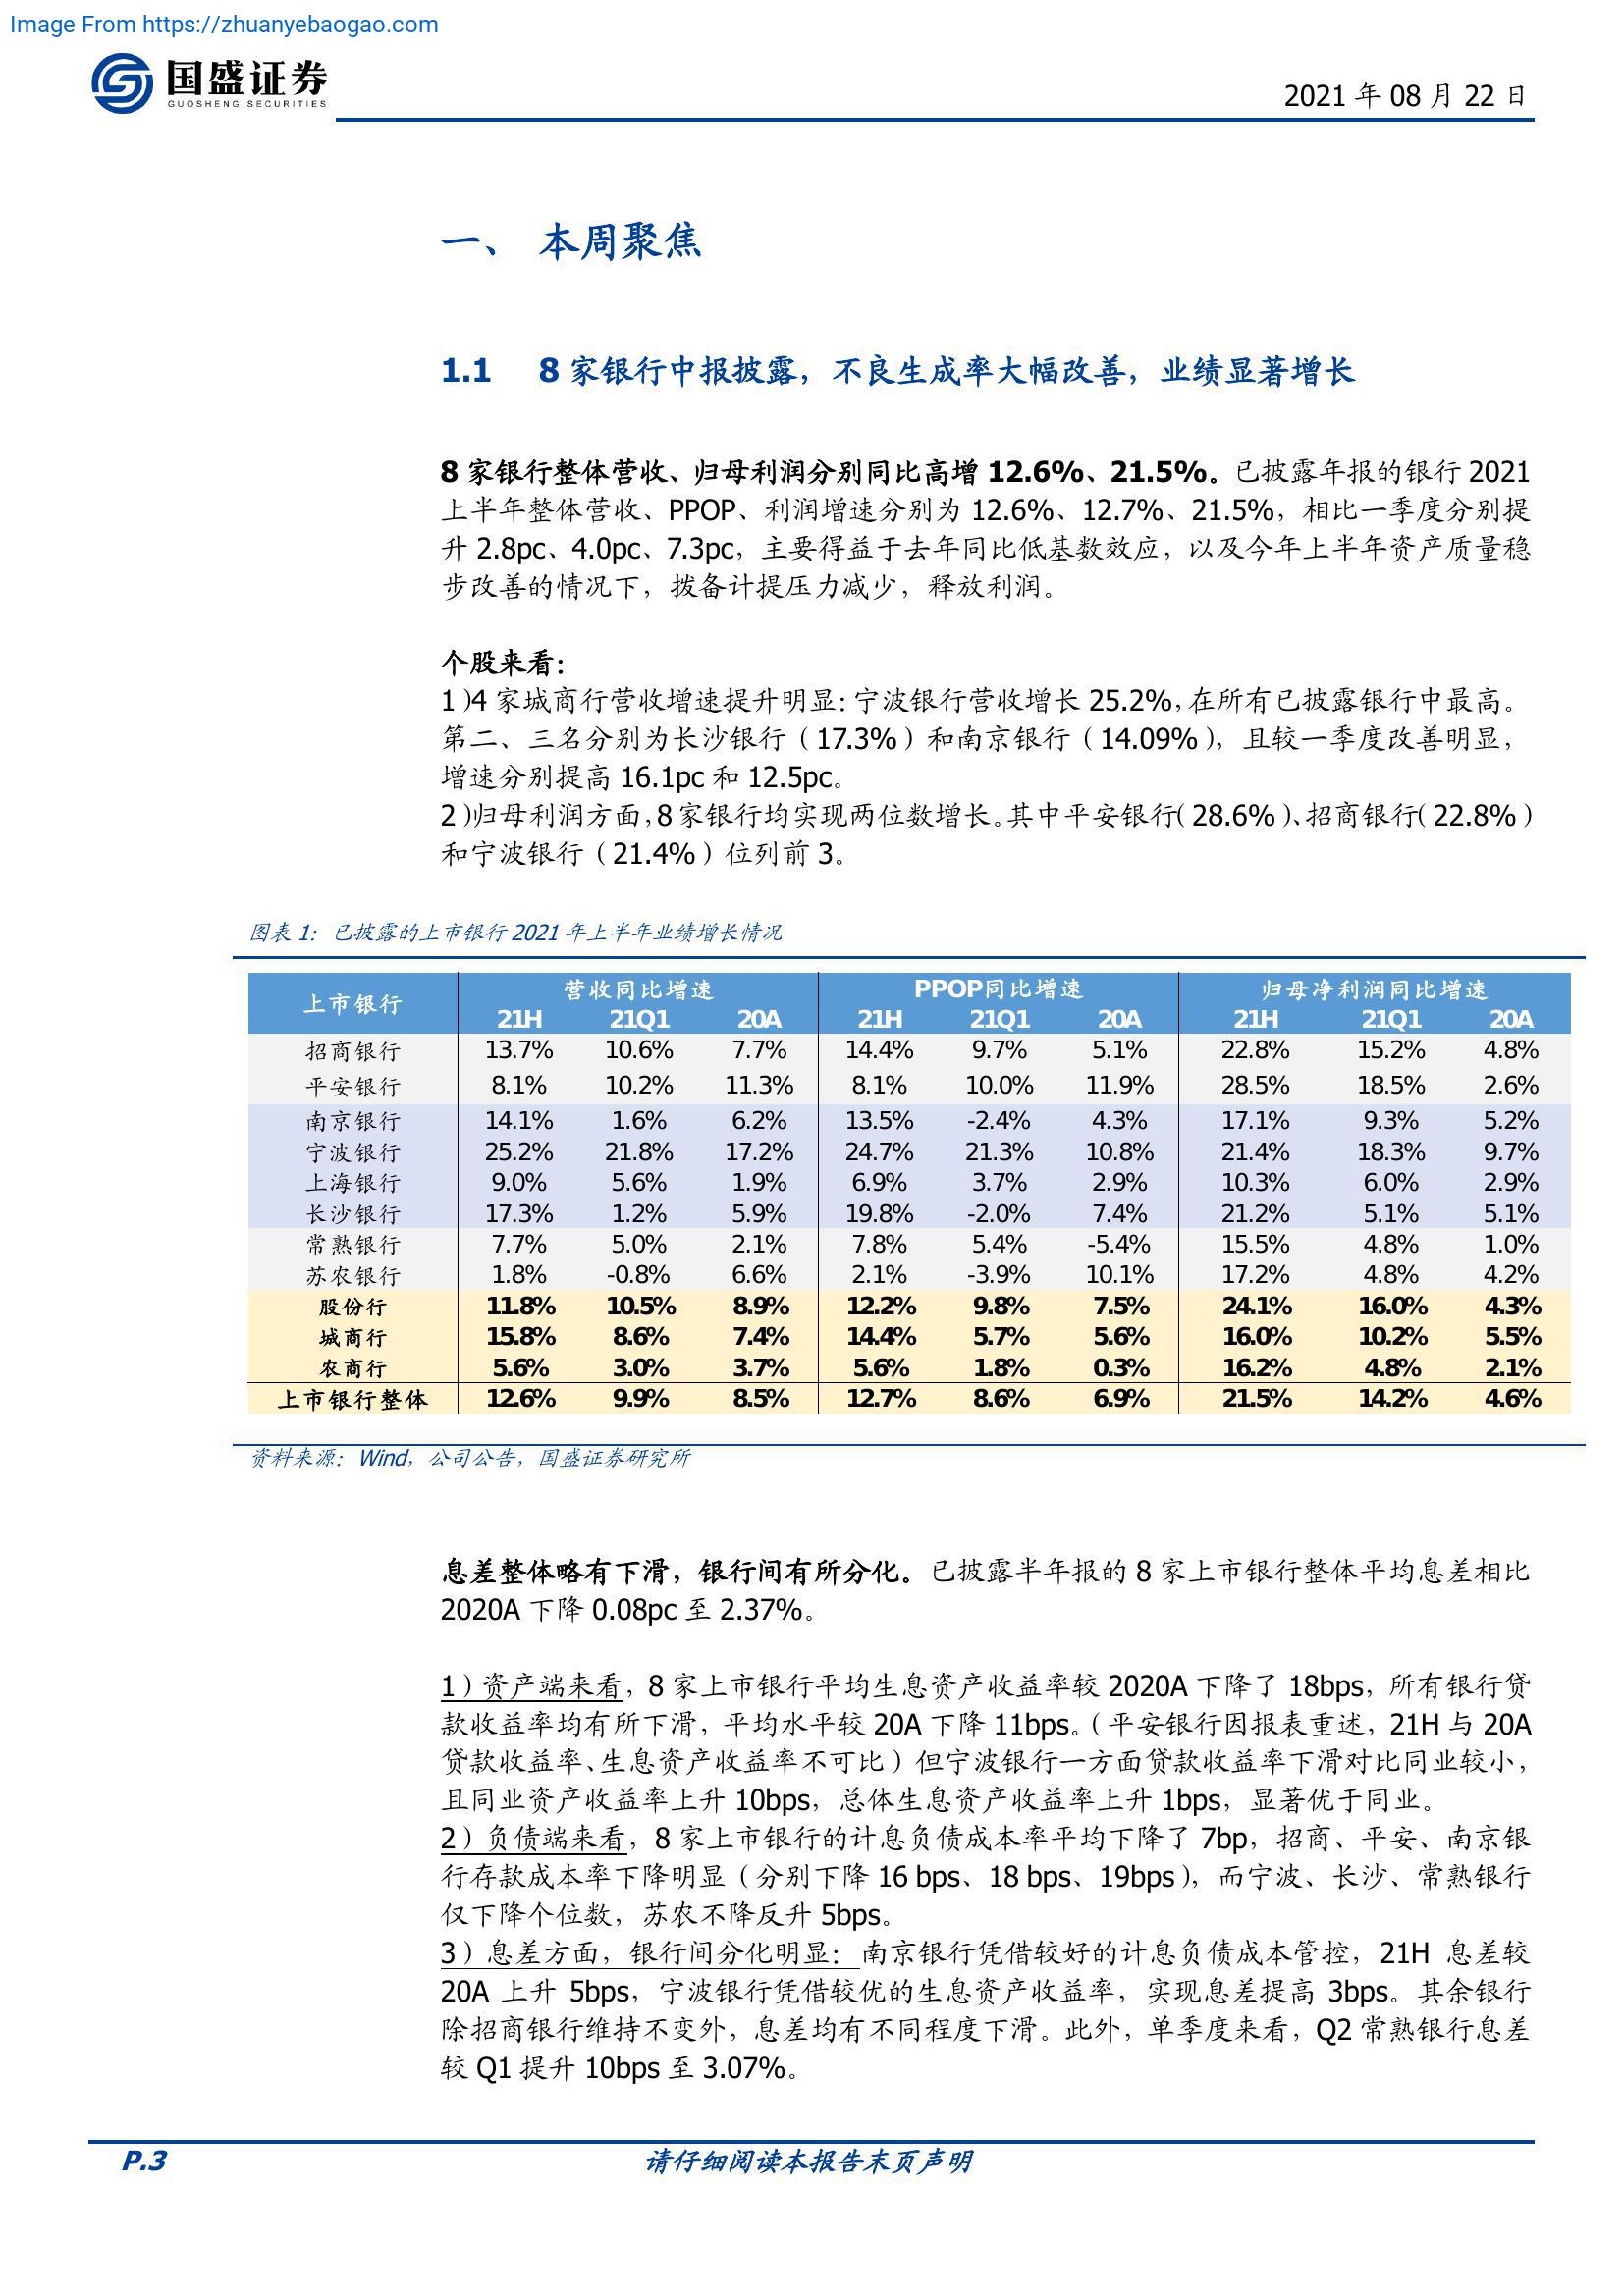 Image From https://zhuanyebaogao.com
国盛证券
GUOSHENG SECURITIES
2021 年 08 月 22 日
一、 本周聚焦
1.1 8 家银行中报披露，不良生成率大幅改善，业绩显著增长
8 家银行整体营收、归母利润分别同比高增 12.6%、21.5%。已披露年报的银行 2021
上半年整体营收、PPOP、利润增速分别为 12.6%、12.7%、21.5%，相比一季度分别提
升 2.8pc、4.0pc、7.3pc，主要得益于去年同比低基数效应，以及今年上半年资产质量稳
步改善的情况下，拨备计提压力减少，释放利润。
个股来看：
1）4 家城商行营收增速提升明显：宁波银行营收增长 25.2%，在所有已披露银行中最高。
第二、三名分别为长沙银行（17.3%）和南京银行（14.09%），且较一季度改善明显，
增速分别提高 16.1pc 和 12.5pc。
2）归母利润方面，8 家银行均实现两位数增长。其中平安银行（28.6%）、招商银行（22.8%）
和宁波银行（21.4%）位列前 3。
图表 1：已披露的上市银行 2021 年上半年业绩增长情况
上市银行 营收同比增速 PPOP同比增速 归母净利润同比增速
21H 21Q1 20A 21H 21Q1 20A 21H 21Q1 20A
招商银行 13.7% 10.6% 7.7% 14.4% 9.7% 5.1% 22.8% 15.2% 4.8%
平安银行 8.1% 10.2% 11.3% 8.1% 10.0% 11.9% 28.5% 18.5% 2.6%
南京银行 14.1% 1.6% 6.2% 13.5% -2.4% 4.3% 17.1% 9.3% 5.2%
宁波银行 25.2% 21.8% 17.2% 24.7% 21.3% 10.8% 21.4% 18.3% 9.7%
上海银行 9.0% 5.6% 1.9% 6.9% 3.7% 2.9% 10.3% 6.0% 2.9%
长沙银行 17.3% 1.2% 5.9% 19.8% -2.0% 7.4% 21.2% 5.1% 5.1%
常熟银行 7.7% 5.0% 2.1% 7.8% 5.4% -5.4% 15.5% 4.8% 1.0%
苏农银行 1.8% -0.8% 6.6% 2.1% -3.9% 10.1% 17.2% 4.8% 4.2%
股份行 11.8% 10.5% 8.9% 12.2% 9.8% 7.5% 24.1% 16.0% 4.3%
城商行 15.8% 8.6% 7.4% 14.4% 5.7% 5.6% 16.0% 10.2% 5.5%
农商行 5.6% 3.0% 3.7% 5.6% 1.8% 0.3% 16.2% 4.8% 2.1%
上市银行整体 12.6% 9.9% 8.5% 12.7% 8.6% 6.9% 21.5% 14.2% 4.6%
资料来源：Wind，公司公告，国盛证券研究所
息差整体略有下滑，银行间有所分化。已披露半年报的 8 家上市银行整体平均息差相比
2020A 下降 0.08pc 至 2.37%。
1）资产端来看，8 家上市银行平均生息资产收益率较 2020A 下降了 18bps，所有银行贷
款收益率均有所下滑，平均水平较 20A 下降 11bps。（平安银行因报表重述，21H 与 20A
贷款收益率、生息资产收益率不可比）但宁波银行一方面贷款收益率下滑对比同业较小，
且同业资产收益率上升 10bps，总体生息资产收益率上升 1bps，显著优于同业。
2）负债端来看，8 家上市银行的计息负债成本率平均下降了 7bp，招商、平安、南京银
行存款成本率下降明显（分别下降 16 bps、18 bps、19bps），而宁波、长沙、常熟银行
仅下降个位数，苏农不降反升 5bps。
3）息差方面，银行间分化明显：南京银行凭借较好的计息负债成本管控，21H 息差较
20A 上升 5bps，宁波银行凭借较优的生息资产收益率，实现息差提高 3bps。其余银行
除招商银行维持不变外，息差均有不同程度下滑。此外，单季度来看，Q2 常熟银行息差
较 Q1 提升 10bps 至 3.07%。
P.3 请仔细阅读本报告末页声明